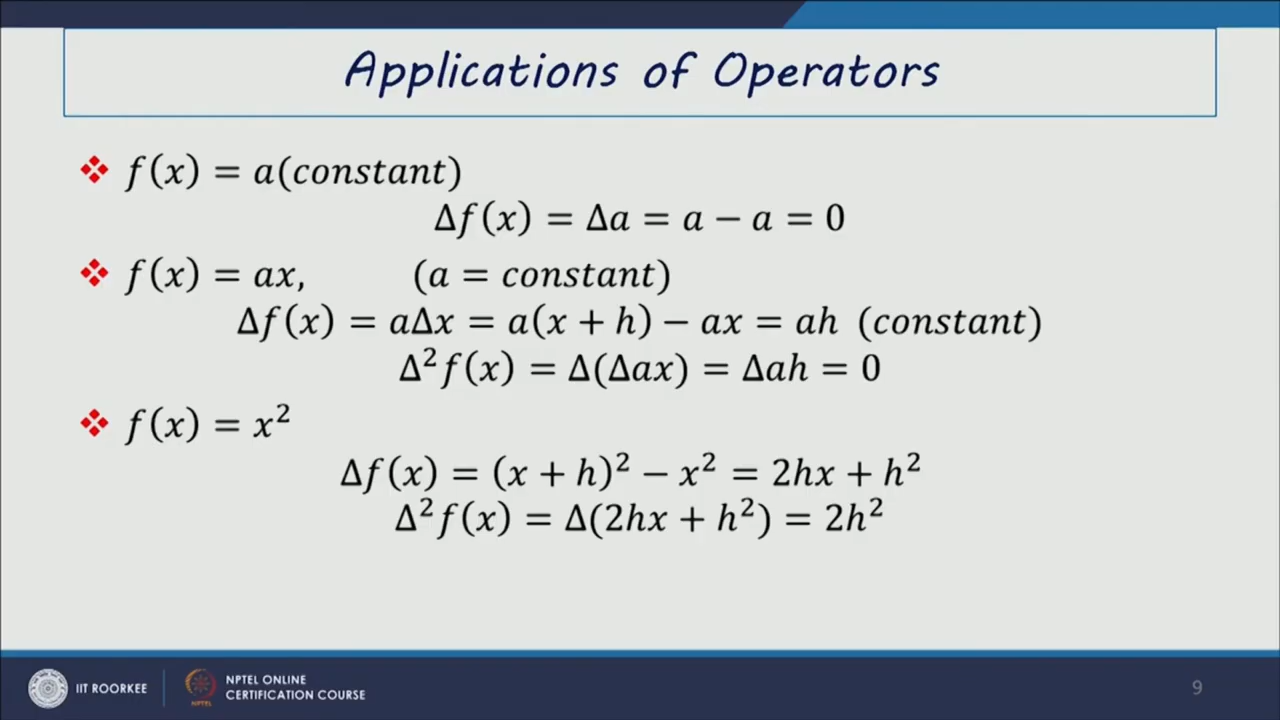 Applications of Operators
❖ f(x) = a(constant)
Δf(x) = Δa = a − a = 0
❖ f(x) = ax, (a = constant)
Δf(x) = aΔx = a(x + h) − ax = ah (constant)
Δ²f(x) = Δ(Δax) = Δah = 0
❖ f(x) = x²
Δf(x) = (x + h)² − x² = 2hx + h²
Δ²f(x) = Δ(2hx + h²) = 2h²
IIT ROORKEE
NPTEL
NPTEL ONLINE
CERTIFICATION COURSE
9